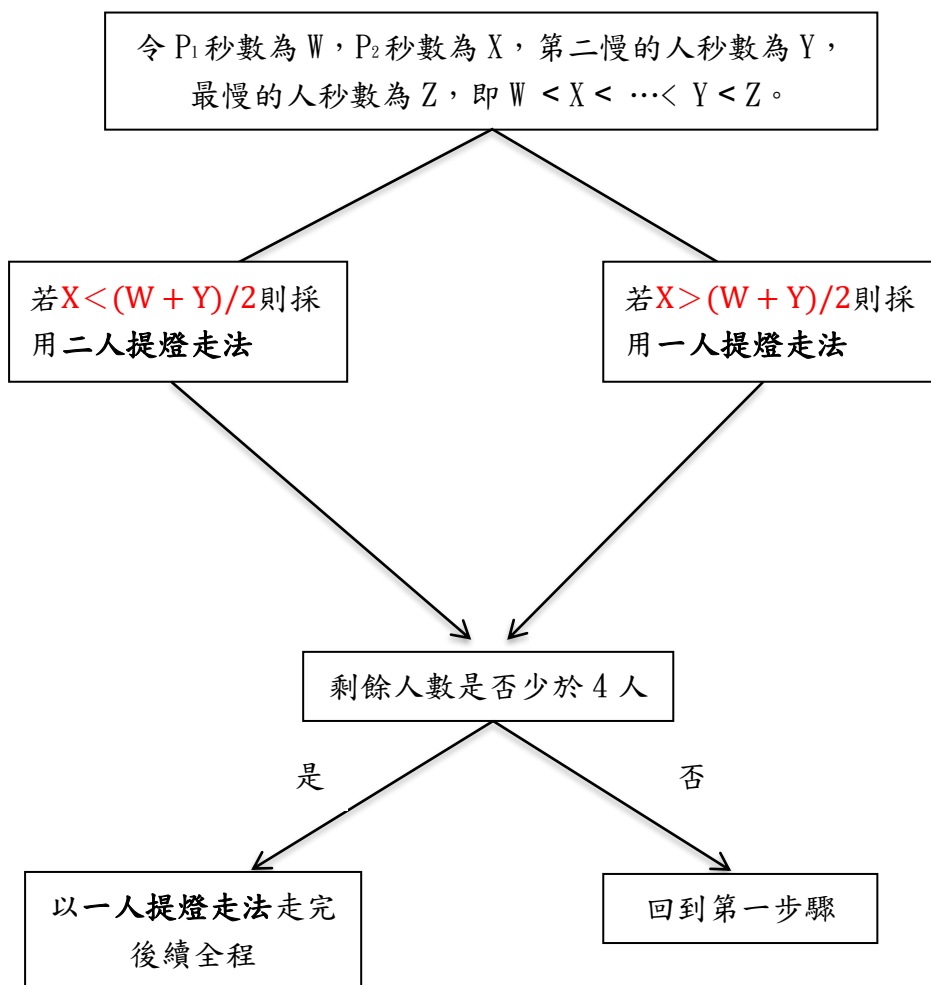 令 P₁秒數為 W，P₂秒數為 X，第二慢的人秒數為 Y，
最慢的人秒數為 Z，即 W < X < …< Y < Z。
若X＜(W + Y)/2則採
用二人提燈走法
若X＞(W + Y)/2則採
用一人提燈走法
剩餘人數是否少於 4 人
是
否
以一人提燈走法走完
後續全程
回到第一步驟